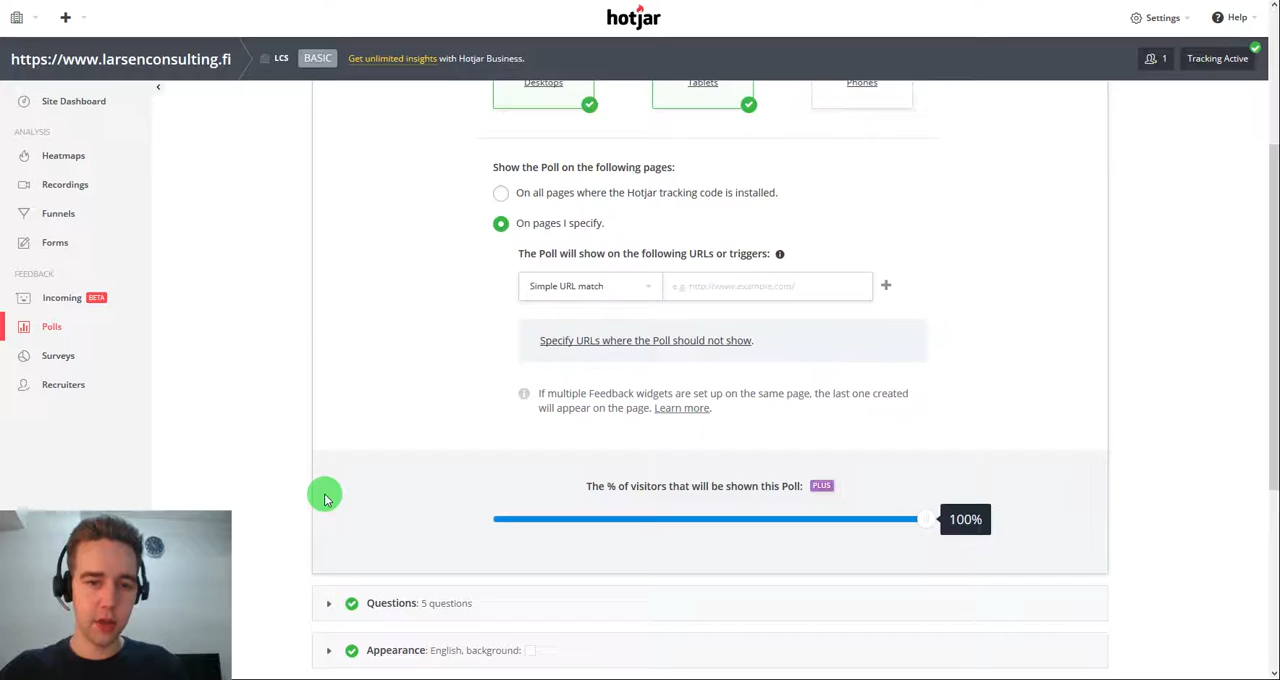 hotjar
Settings
Help
https://www.larsenconsulting.fi
LCS
BASIC
Get unlimited insights with Hotjar Business.
1
Tracking Active
Site Dashboard
ANALYSIS
Heatmaps
Recordings
Funnels
Forms
FEEDBACK
Incoming BETA
Polls
Surveys
Recruiters
Desktops
Tablets
Phones
Show the Poll on the following pages:
On all pages where the Hotjar tracking code is installed.
On pages I specify.
The Poll will show on the following URLs or triggers:
Simple URL match
e.g. http://www.example.com/
Specify URLs where the Poll should not show.
If multiple Feedback widgets are set up on the same page, the last one created
will appear on the page. Learn more.
The % of visitors that will be shown this Poll: PLUS
100%
Questions: 5 questions
Appearance: English, background: